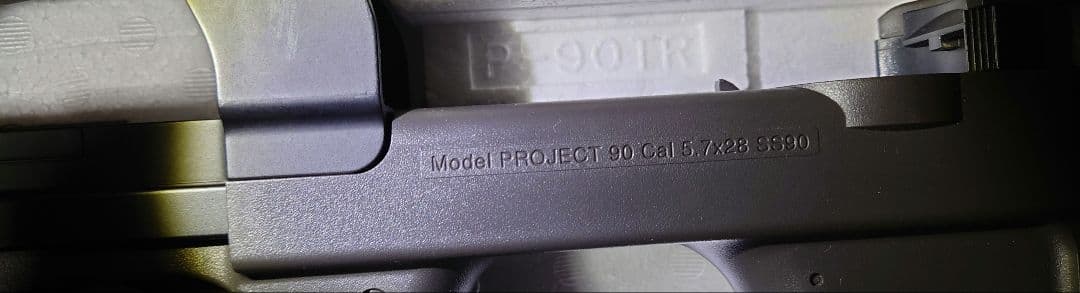 P-90TR
Model PROJECT 90 Cal 5.7x28 SS90